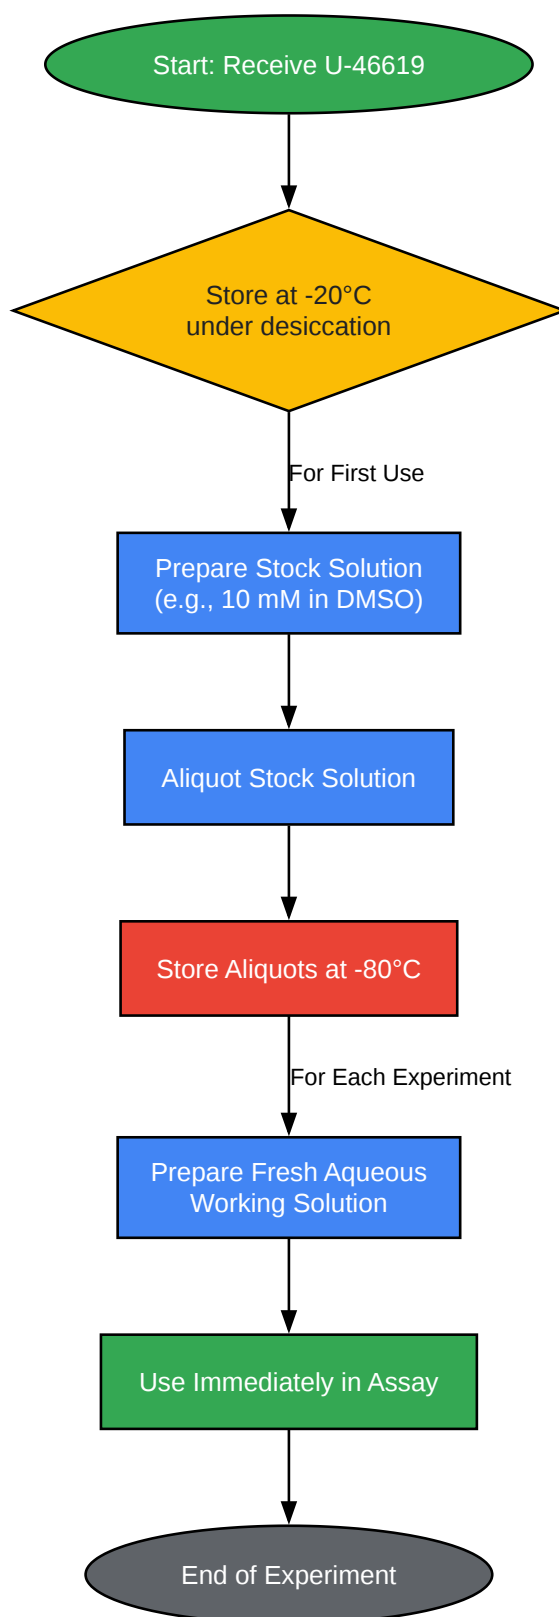 Start: Receive U-46619
Store at -20°C
under desiccation
For First Use
Prepare Stock Solution
(e.g., 10 mM in DMSO)
Aliquot Stock Solution
Store Aliquots at -80°C
For Each Experiment
Prepare Fresh Aqueous
Working Solution
Use Immediately in Assay
End of Experiment